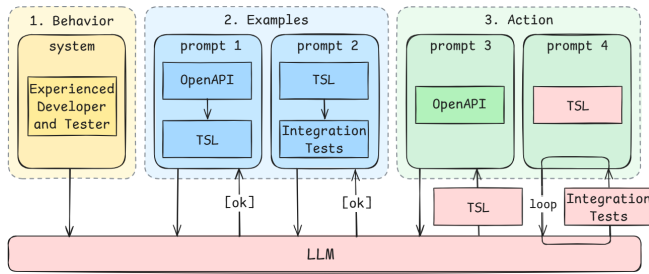 1. Behavior
2. Examples
3. Action
system
prompt 1
prompt 2
prompt 3
prompt 4
Experienced
Developer
and Tester
OpenAPI
TSL
TSL
Integration
Tests
OpenAPI
TSL
[ok]
[ok]
TSL
loop
Integration
Tests
LLM